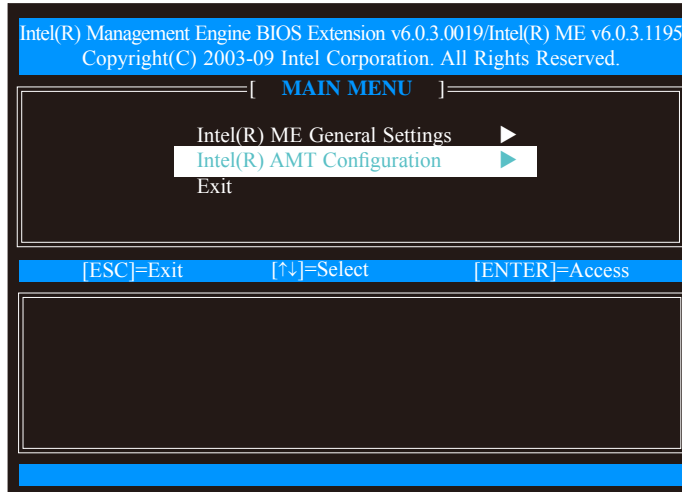 Intel(R) Management Engine BIOS Extension v6.0.3.0019/Intel(R) ME v6.0.3.1195
Copyright(C) 2003-09 Intel Corporation. All Rights Reserved.
[ MAIN MENU ]
Intel(R) ME General Settings ▶
Intel(R) AMT Configuration ▶
Exit
[ESC]=Exit [↑↓]=Select [ENTER]=Access